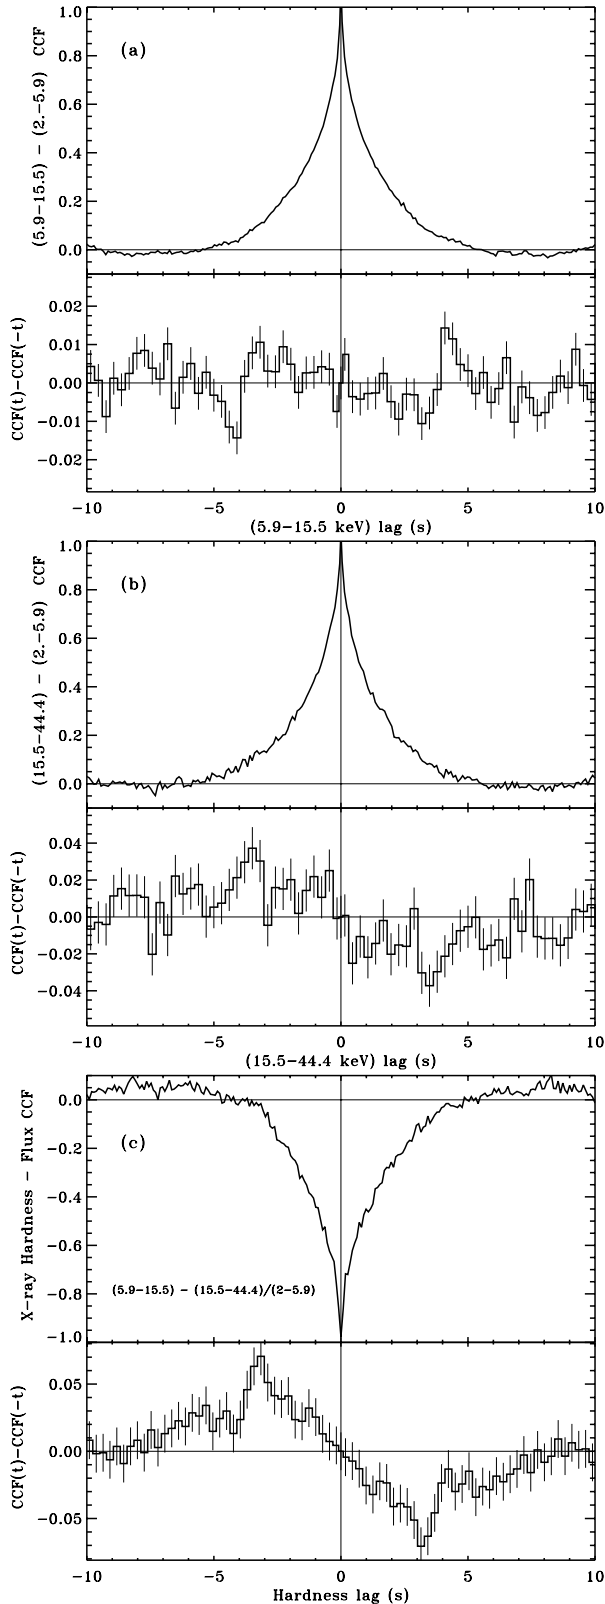 (a)
(5.9−15.5) − (2.−5.9) CCF
1.0
0.8
0.6
0.4
0.2
0.0
CCF(t)−CCF(−t)
0.02
0.01
0.00
−0.01
−0.02
−10 −5 0 5 10
(5.9−15.5 keV) lag (s)
(b)
(15.5−44.4) − (2.−5.9) CCF
1.0
0.8
0.6
0.4
0.2
0.0
CCF(t)−CCF(−t)
0.04
0.02
0.00
−0.02
−0.04
−10 −5 0 5 10
(15.5−44.4 keV) lag (s)
(c)
X−ray Hardness − Flux CCF
0.0
−0.2
−0.4
−0.6
−0.8
−1.0
(5.9−15.5) − (15.5−44.4)/(2−5.9)
CCF(t)−CCF(−t)
0.05
0.00
−0.05
−10 −5 0 5 10
Hardness lag (s)